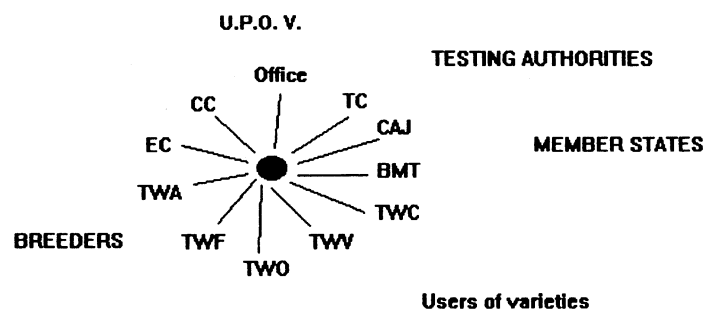 U.P.O. V.
TESTING AUTHORITIES
Office
CC
TC
CAJ
EC
MEMBER STATES
BMT
TWA
TWC
BREEDERS
TWF
TWV
TWO
Users of varieties